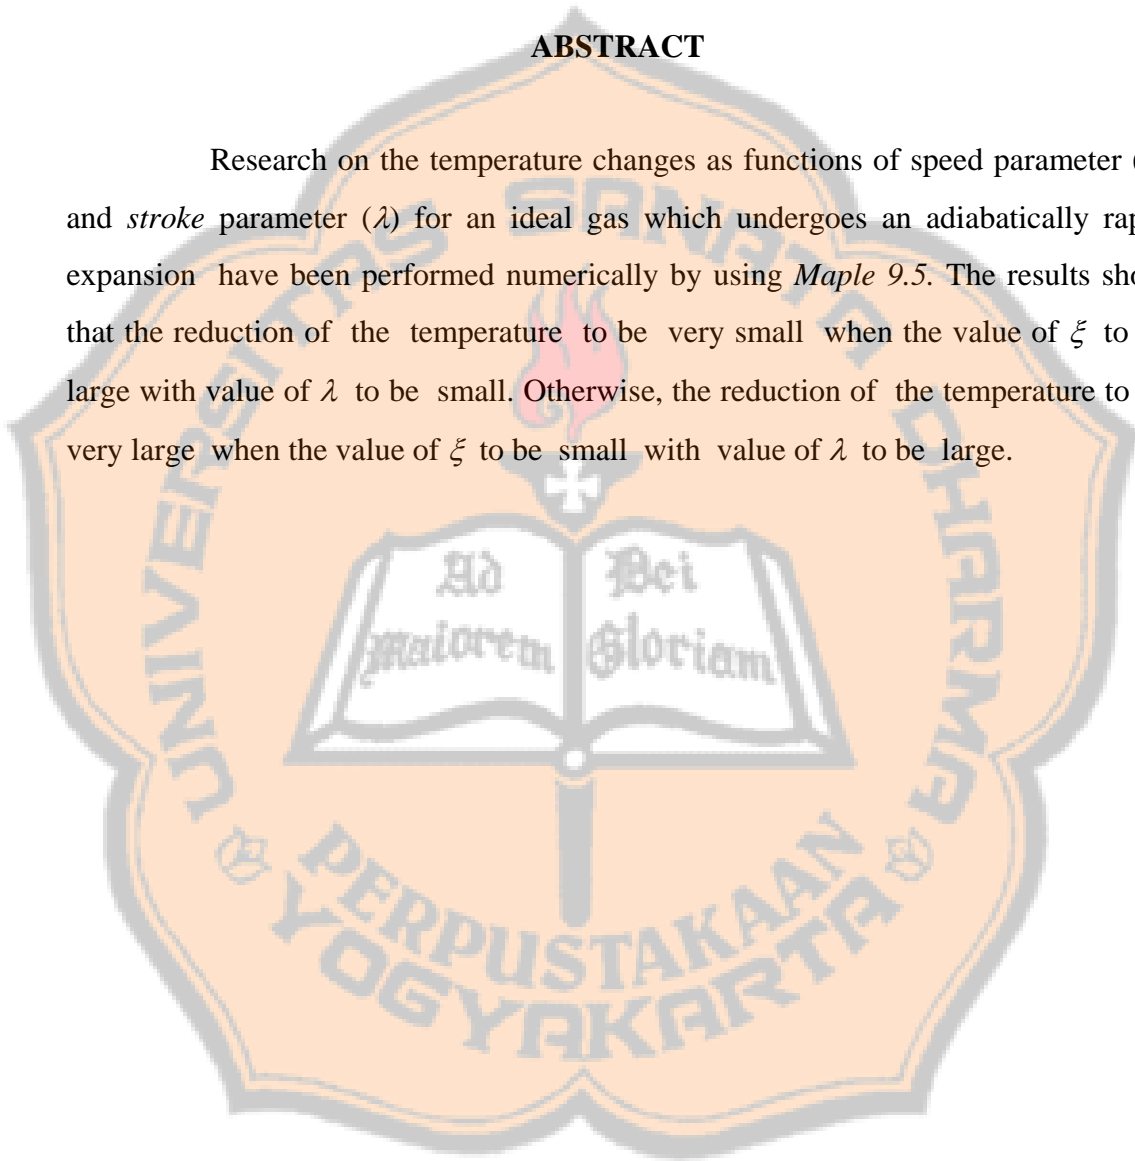 ABSTRACT
Research on the temperature changes as functions of speed parameter (
and stroke parameter (λ) for an ideal gas which undergoes an adiabatically rap
expansion have been performed numerically by using Maple 9.5. The results sho
that the reduction of the temperature to be very small when the value of ξ to
large with value of λ to be small. Otherwise, the reduction of the temperature to
very large when the value of ξ to be small with value of λ to be large.
UNIVERSITAS SANATA DHARMA
Ad Dei
maiorem Gloriam
PERPUSTAKAAN
YOGYAKARTA